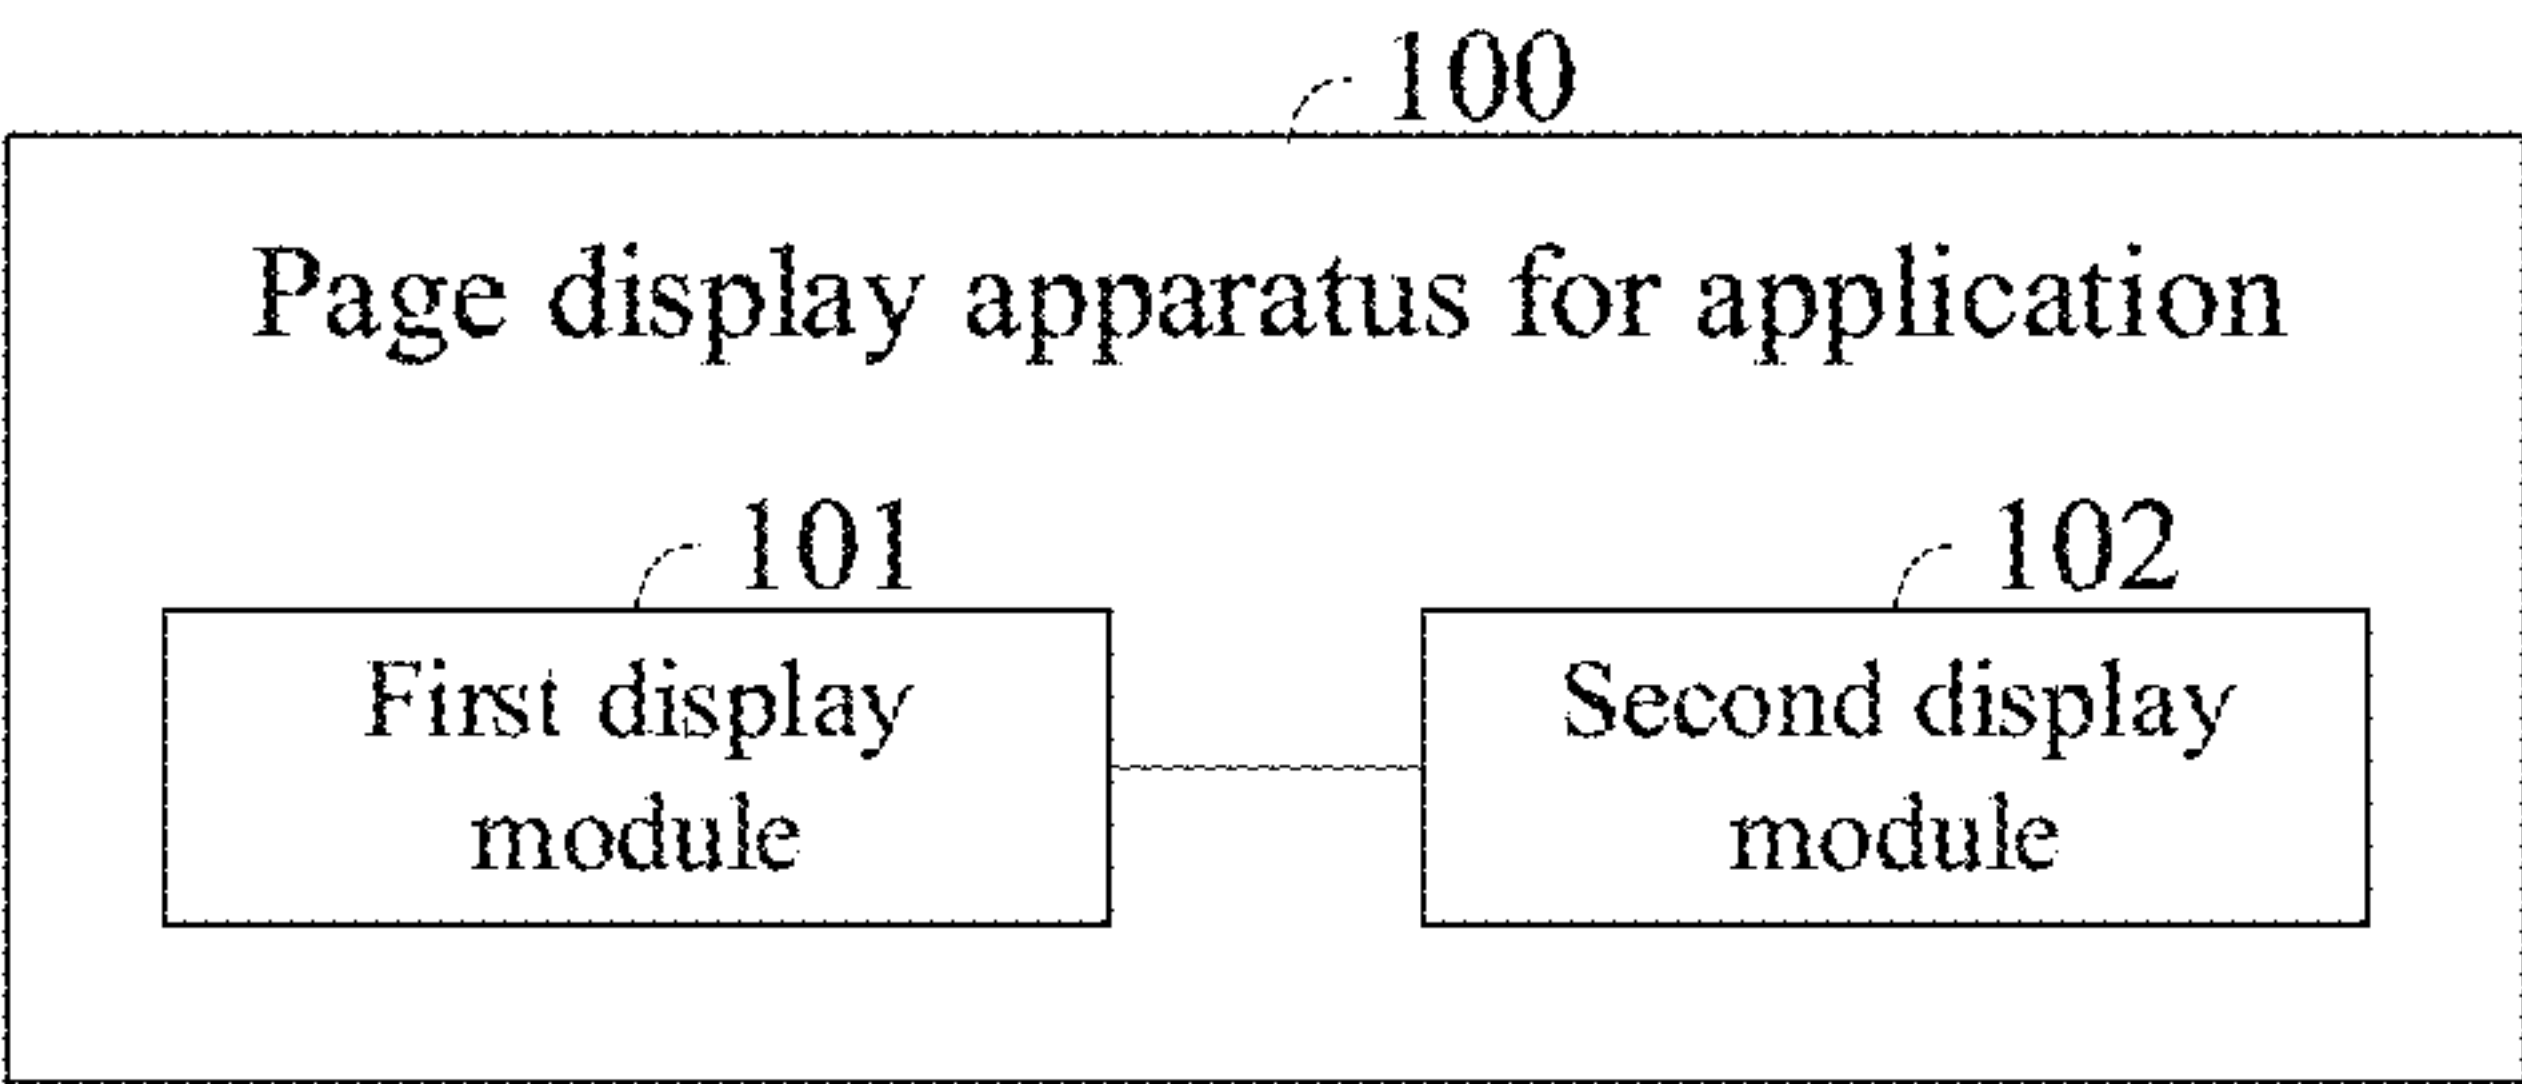 100
Page display apparatus for application
101
102
First display
module
Second display
module